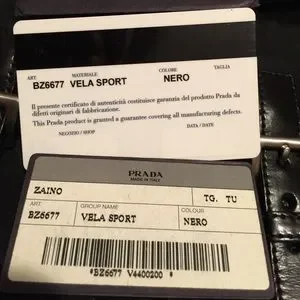 ART. MATERIALE COLORE TAGLIA
BZ6677 VELA SPORT NERO
Il presente certificato di autenticità costituisce garanzia del prodotto Prada da
difetti originari di fabbricazione.
This Prada product is granted a guarantee covering all manufacturing defects.
NEGOZIO / SHOP DATA / DATE
PRADA
MADE IN ITALY
ZAINO TG. TU
ART. GROUP NAME COLOUR
BZ6677 VELA SPORT NERO
*BZ6677 V4400200 *